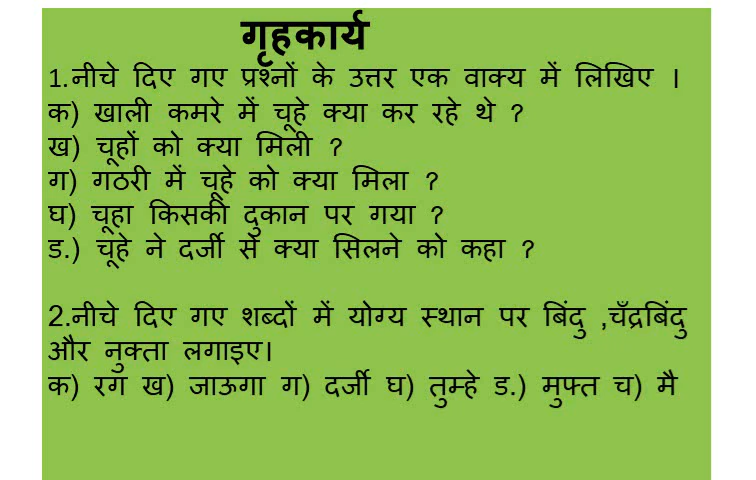 गृहकार्य
1.नीचे दिए गए प्रश्नों के उत्तर एक वाक्य में लिखिए ।
क) खाली कमरे में चूहे क्या कर रहे थे ?
ख) चूहों को क्या मिली ?
ग) गठरी में चूहे को क्या मिला ?
घ) चूहा किसकी दुकान पर गया ?
ड.) चूहे ने दर्जी से क्या सिलने को कहा ?
2.नीचे दिए गए शब्दों में योग्य स्थान पर बिंदु ,चँद्रबिंदु
और नुक्ता लगाइए।
क) रग ख) जाऊगा ग) दर्जी घ) तुम्हे ड.) मुफ्त च) मै